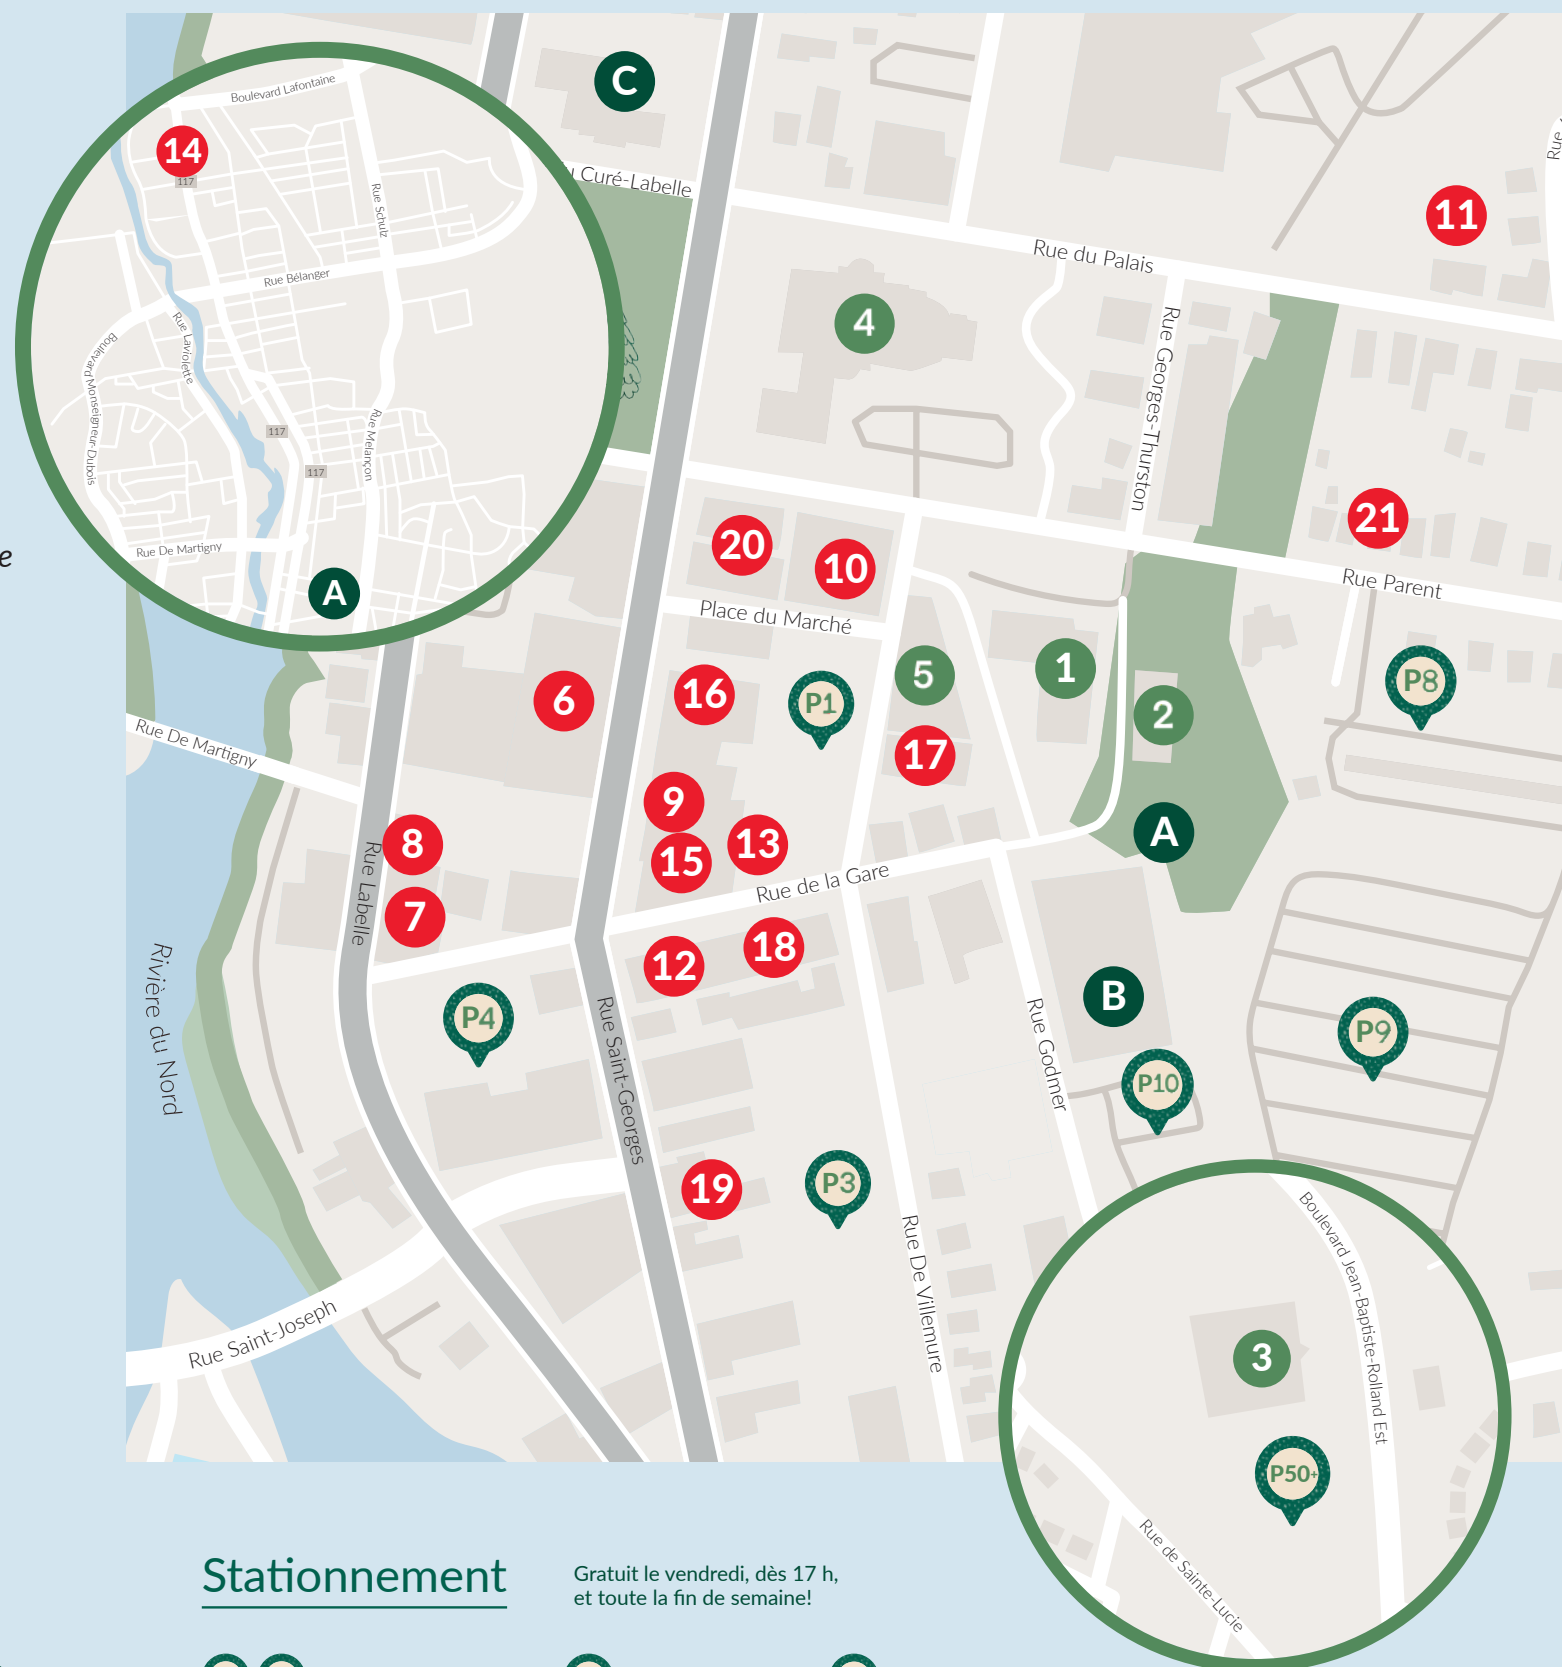 C
Boulevard Lafontaine
14
117
Rue Schulz
Curé-Labelle
11
Rue du Palais
Rue Bélanger
Rue Laviolette
Boulevard Monseigneur-Dubois
4
Rue Georges-Thurston
117
Rue Melançon
117
21
20
10
Rue De Martigny
e
A
Rue Parent
Place du Marché
1
5
P8
6
16
P1
2
Rue De Martigny
17
9
8
13
15
A
Rue Labelle
Rue de la Gare
7
18
12
B
Rivière du Nord
P4
Rue Saint-Georges
Rue Godmer
P9
P10
19
P3
Rue De Villemure
Boulevard Jean-Baptiste-Rolland Est
Rue Saint-Joseph
3
P50+
Rue de Sainte-Lucie
Stationnement
Gratuit le vendredi, dès 17 h,
et toute la fin de semaine!